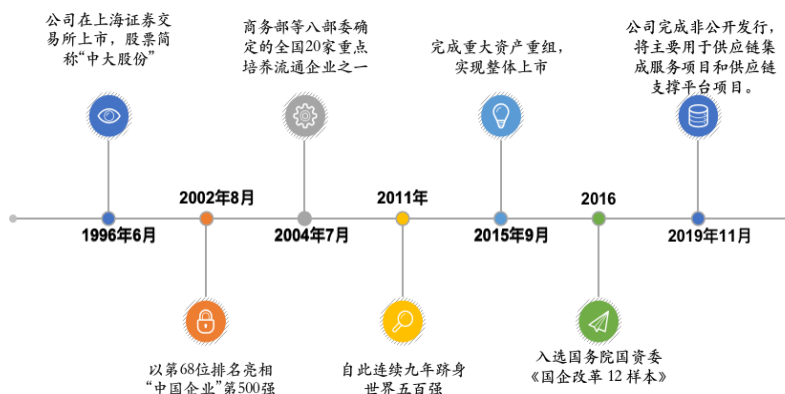 公司在上海证券交
易所上市，股票简
称“中大股份”
商务部等八部委确
定的全国20家重点
培养流通企业之一
完成重大资产重组，
实现整体上市
公司完成非公开发行，
将主要用于供应链集
成服务项目和供应链
支撑平台项目。
2002年8月
2011年
2016
1996年6月
2004年7月
2015年9月
2019年11月
以第68位排名亮相
“中国企业”第500强
自此连续九年跻身
世界五百强
入选国务院国资委
《国企改革 12 样本》